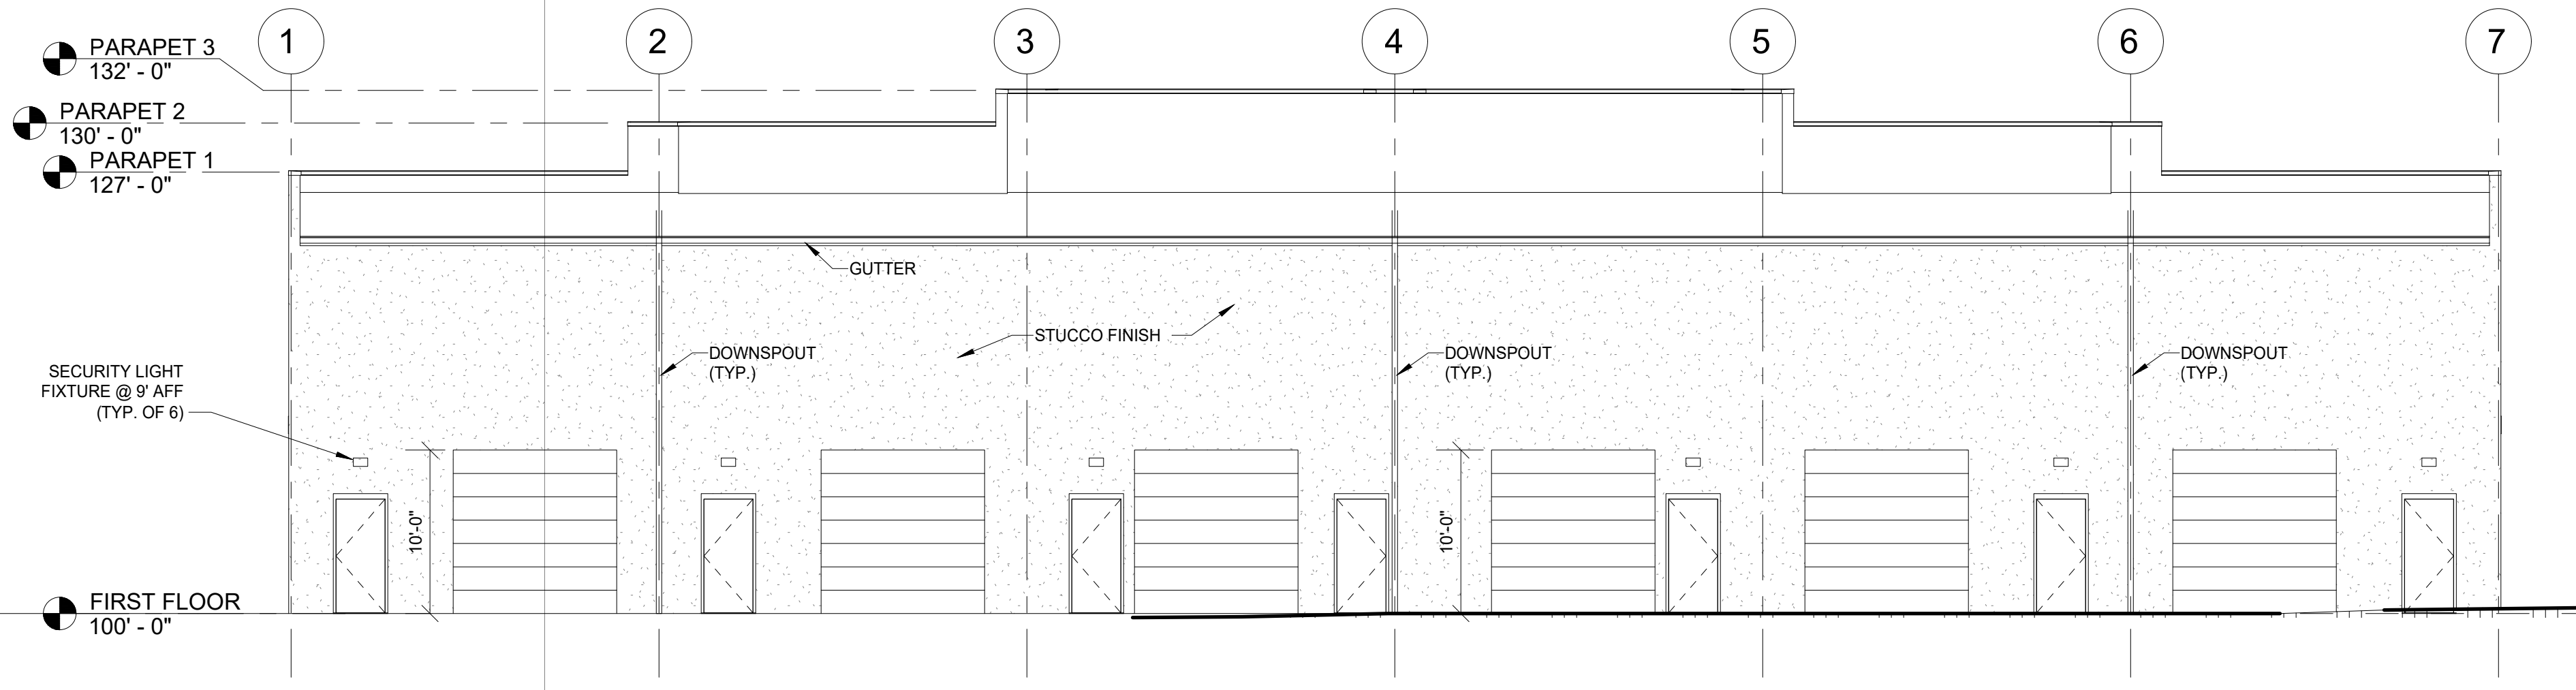 1
2
3
4
5
6
7
PARAPET 3
132' - 0"
PARAPET 2
130' - 0"
PARAPET 1
127' - 0"
GUTTER
STUCCO FINISH
DOWNSPOUT
(TYP.)
DOWNSPOUT
(TYP.)
DOWNSPOUT
(TYP.)
SECURITY LIGHT
FIXTURE @ 9' AFF
(TYP. OF 6)
10'-0"
10'-0"
FIRST FLOOR
100' - 0"